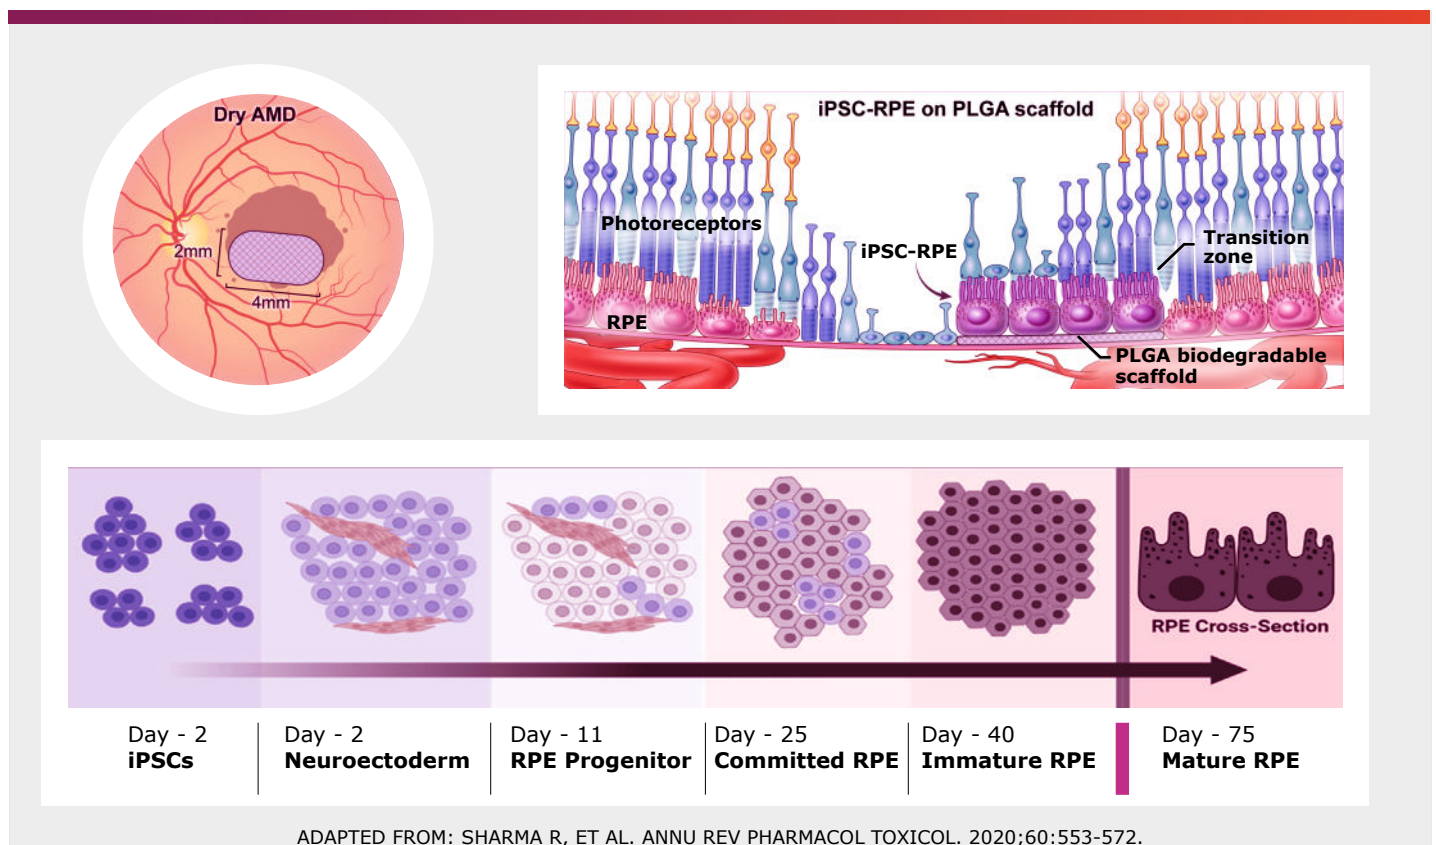 Dry AMD
2mm
4mm
iPSC-RPE on PLGA scaffold
Photoreceptors
iPSC-RPE
Transition
zone
RPE
PLGA biodegradable
scaffold
RPE Cross-Section
Day - 2
iPSCs
Day - 2
Neuroectoderm
Day - 11
RPE Progenitor
Day - 25
Committed RPE
Day - 40
Immature RPE
Day - 75
Mature RPE
ADAPTED FROM: SHARMA R, ET AL. ANNU REV PHARMACOL TOXICOL. 2020;60:553-572.